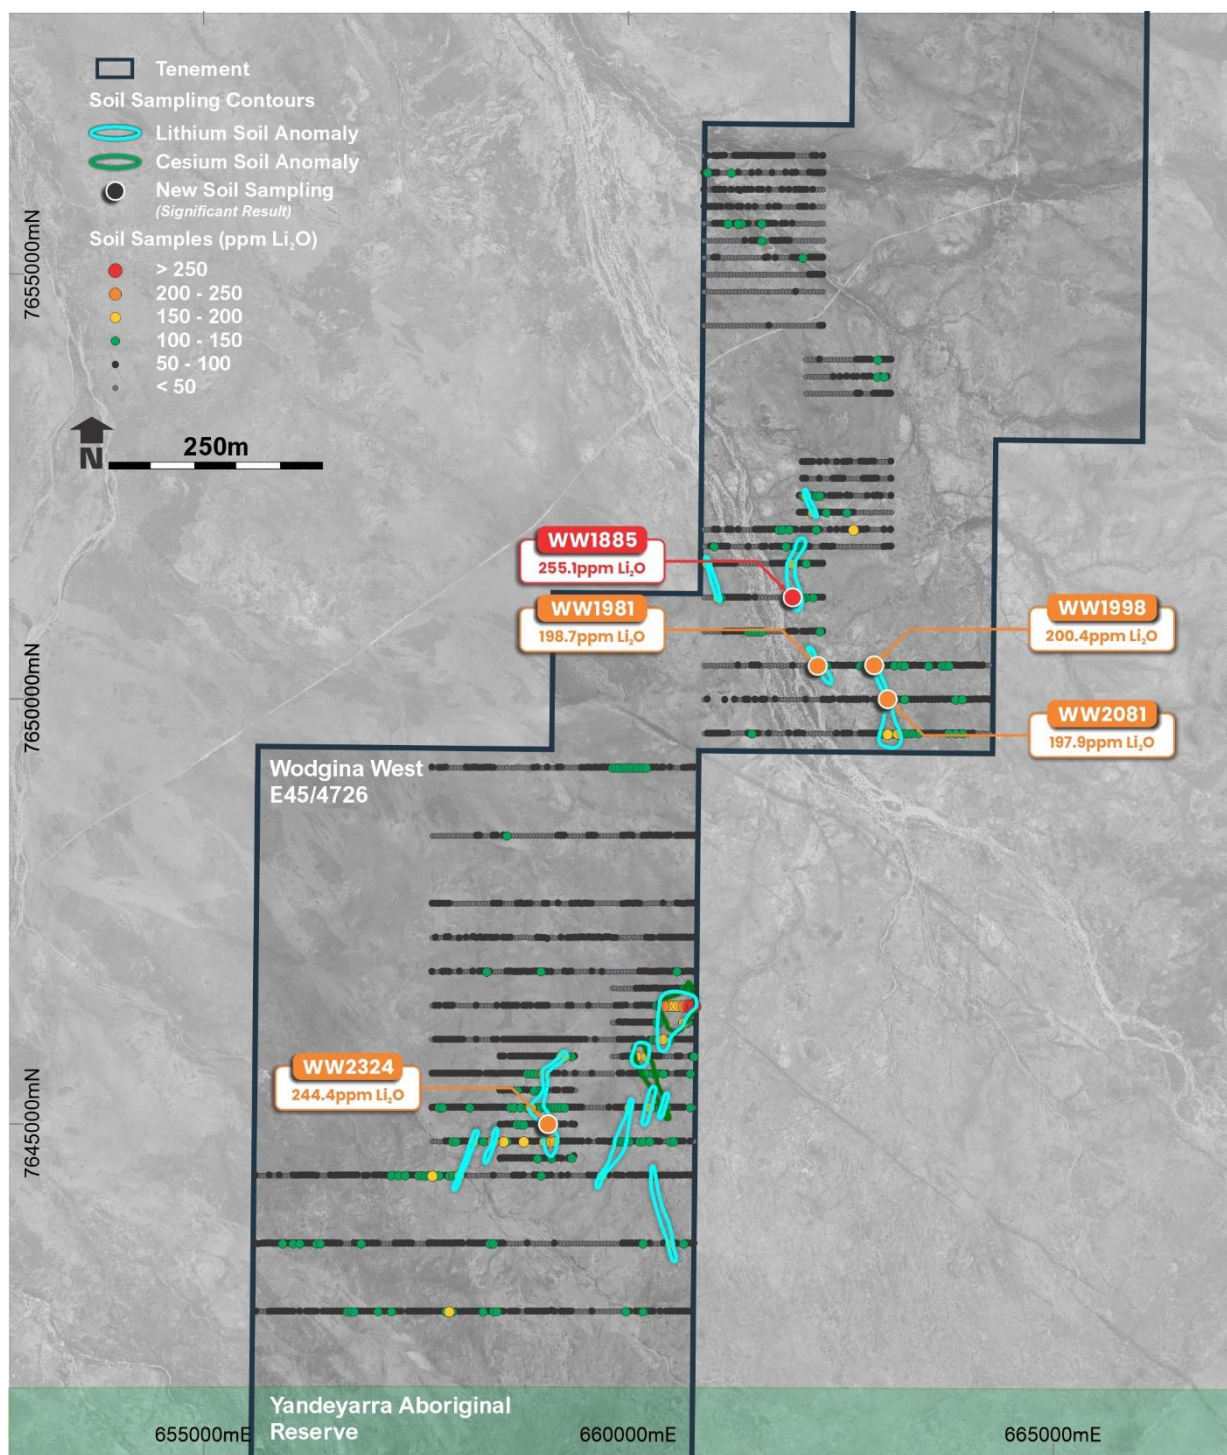 Tenement
Soil Sampling Contours
Lithium Soil Anomaly
Cesium Soil Anomaly
New Soil Sampling
(Significant Result)
Soil Samples (ppm Li₂O)
> 250
200 - 250
150 - 200
100 - 150
50 - 100
< 50
N
250m
7655000mN
WW1885
255.1ppm Li₂O
WW1981
198.7ppm Li₂O
WW1998
200.4ppm Li₂O
7650000mN
WW2081
197.9ppm Li₂O
Wodgina West
E45/4726
WW2324
244.4ppm Li₂O
7645000mN
Yandeyarra Aboriginal
Reserve
655000mE
660000mE
665000mE